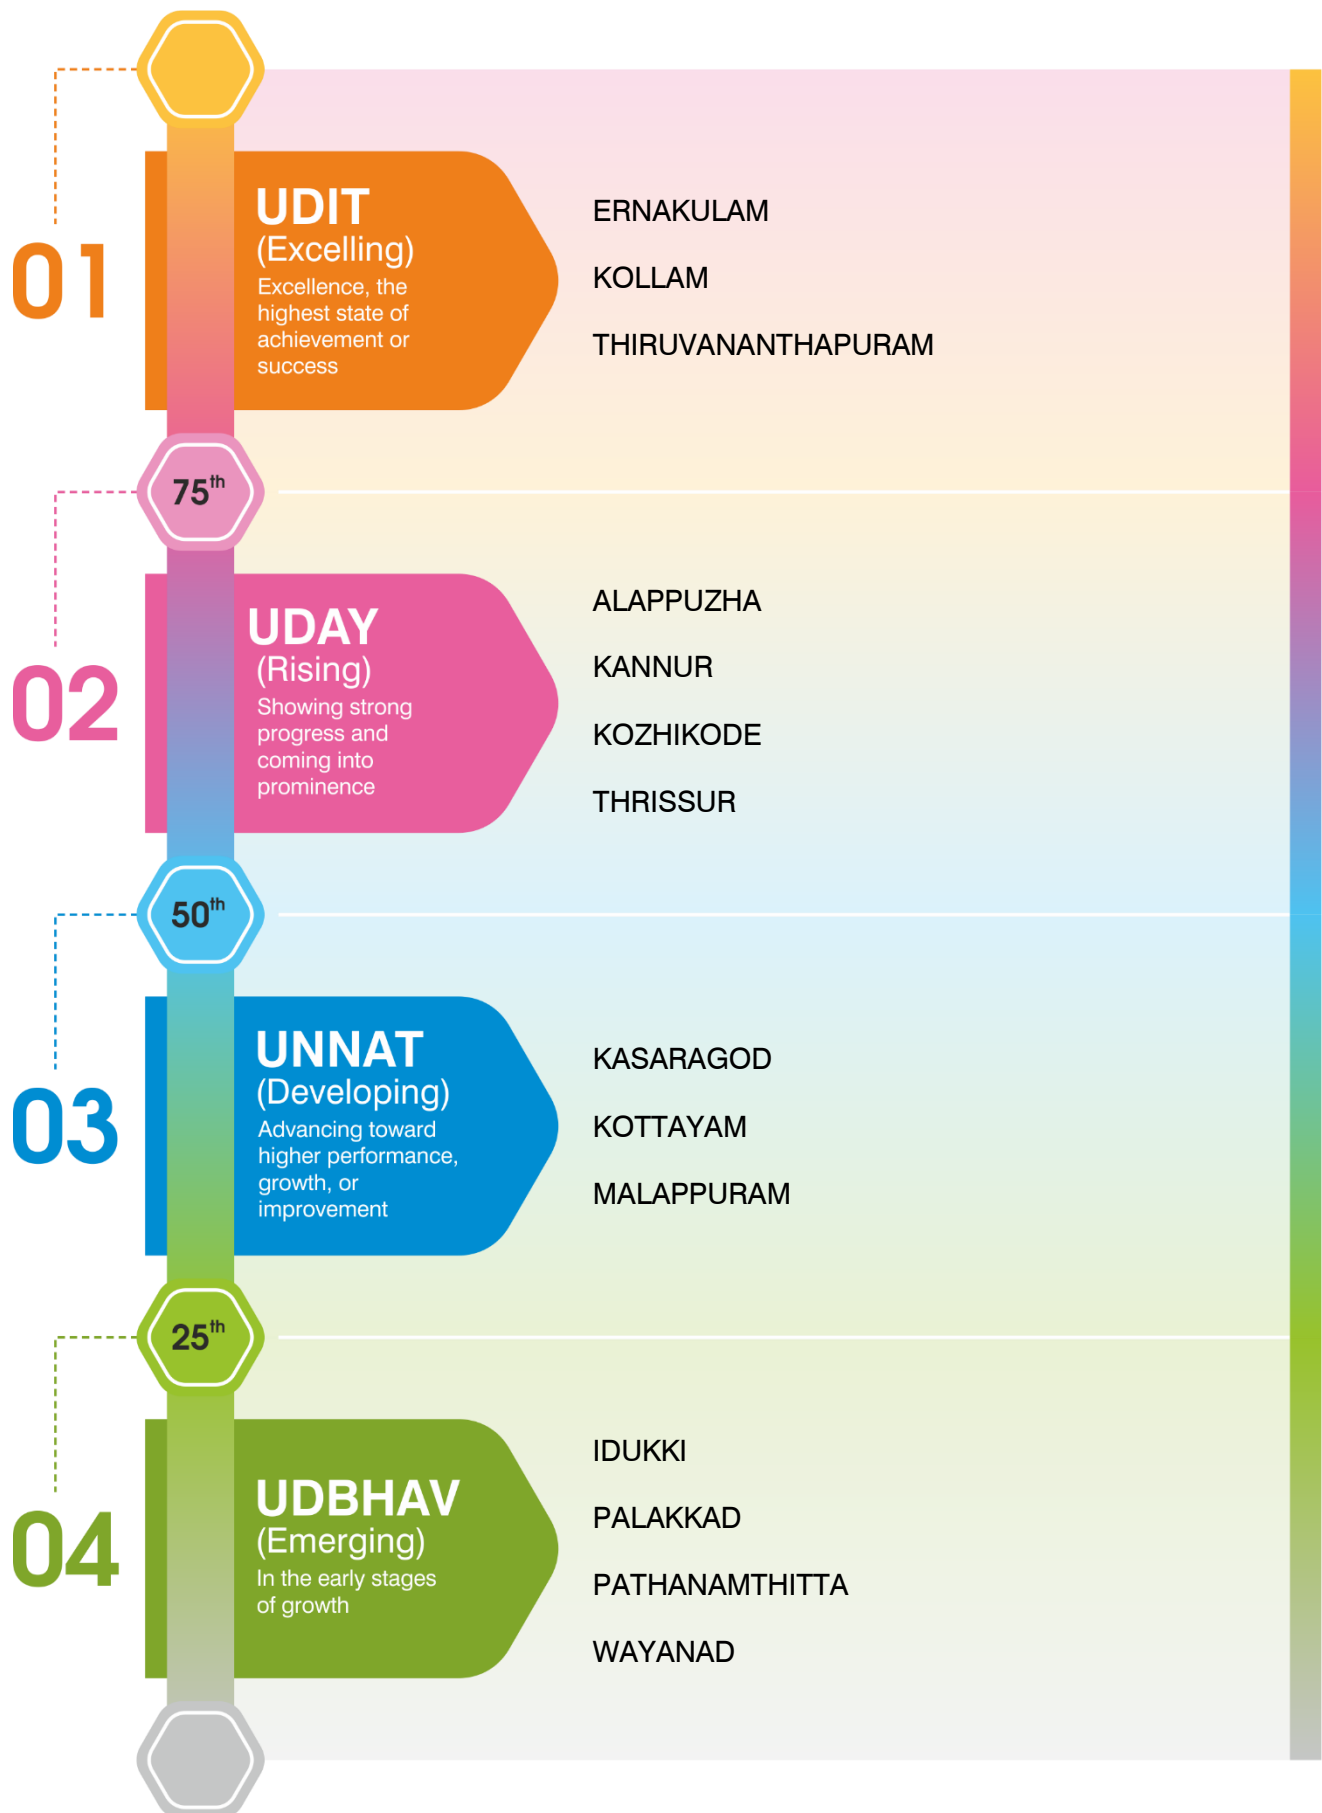 01
UDIT
(Excelling)
Excellence, the
highest state of
achievement or
success
ERNAKULAM
KOLLAM
THIRUVANANTHAPURAM
75th
02
UDAY
(Rising)
Showing strong
progress and
coming into
prominence
ALAPPUZHA
KANNUR
KOZHIKODE
THRISSUR
50th
03
UNNAT
(Developing)
Advancing toward
higher performance,
growth, or
improvement
KASARAGOD
KOTTAYAM
MALAPPURAM
25th
04
UDBHAV
(Emerging)
In the early stages
of growth
IDUKKI
PALAKKAD
PATHANAMTHITTA
WAYANAD